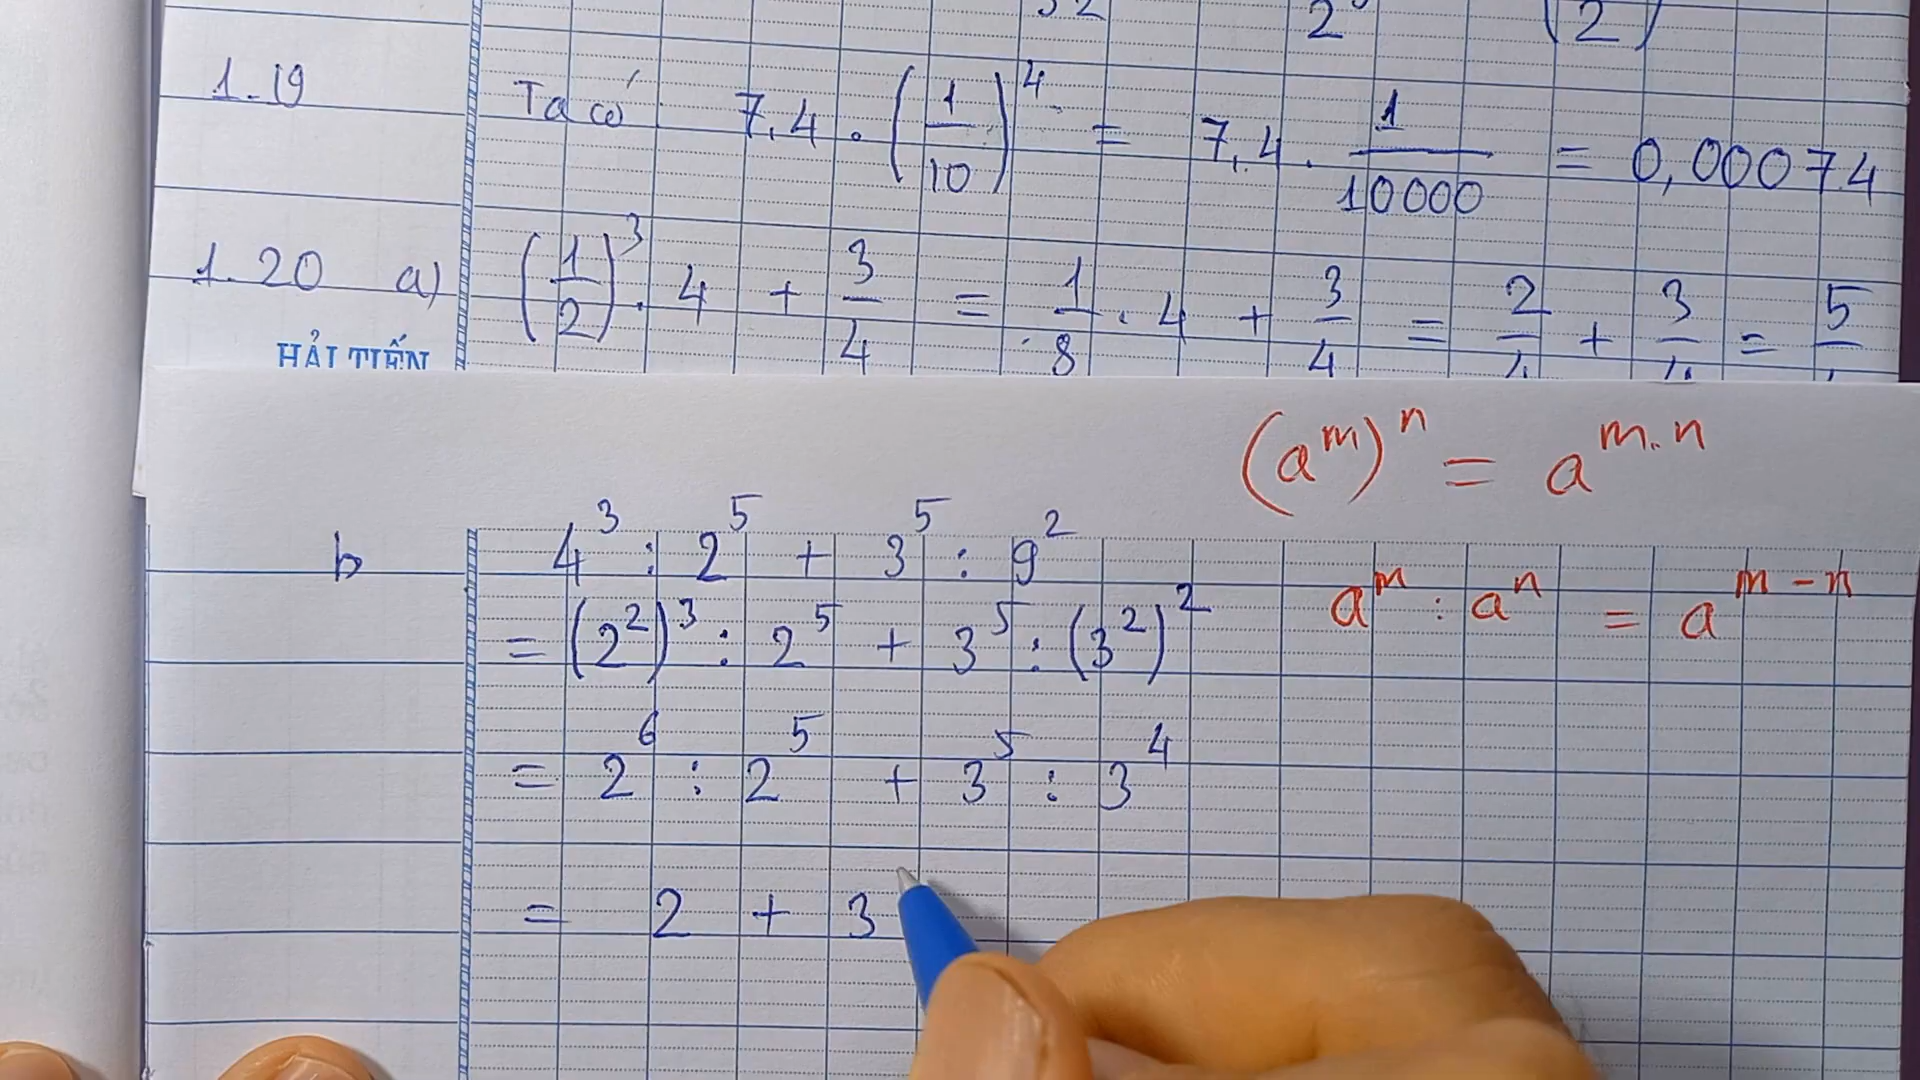 1.19 Ta có 7,4 . (1/10)^4 = 7,4 . 1/10000 = 0,00074
1.20 a) (1/2)^3 . 4 + 3/4 = 1/8 . 4 + 3/4 = 2/4 + 3/4 = 5
HẢI TIẾN
(a^m)^n = a^(m.n)
b 4^3 : 2^5 + 3^5 : 9^2
= (2^2)^3 : 2^5 + 3^5 : (3^2)^2
a^m : a^n = a^(m-n)
= 2^6 : 2^5 + 3^5 : 3^4
= 2 + 3